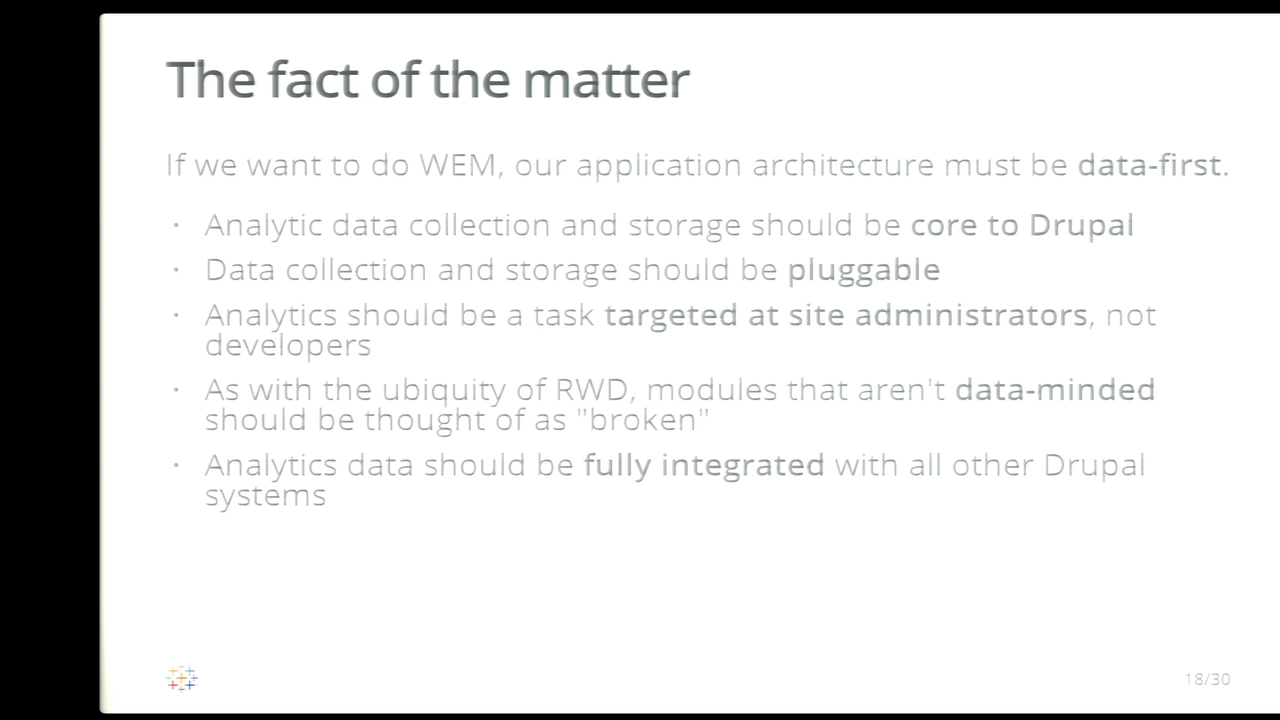 The fact of the matter
If we want to do WEM, our application architecture must be data-first.
· Analytic data collection and storage should be core to Drupal
· Data collection and storage should be pluggable
· Analytics should be a task targeted at site administrators, not
developers
· As with the ubiquity of RWD, modules that aren't data-minded
should be thought of as "broken"
· Analytics data should be fully integrated with all other Drupal
systems
18/30